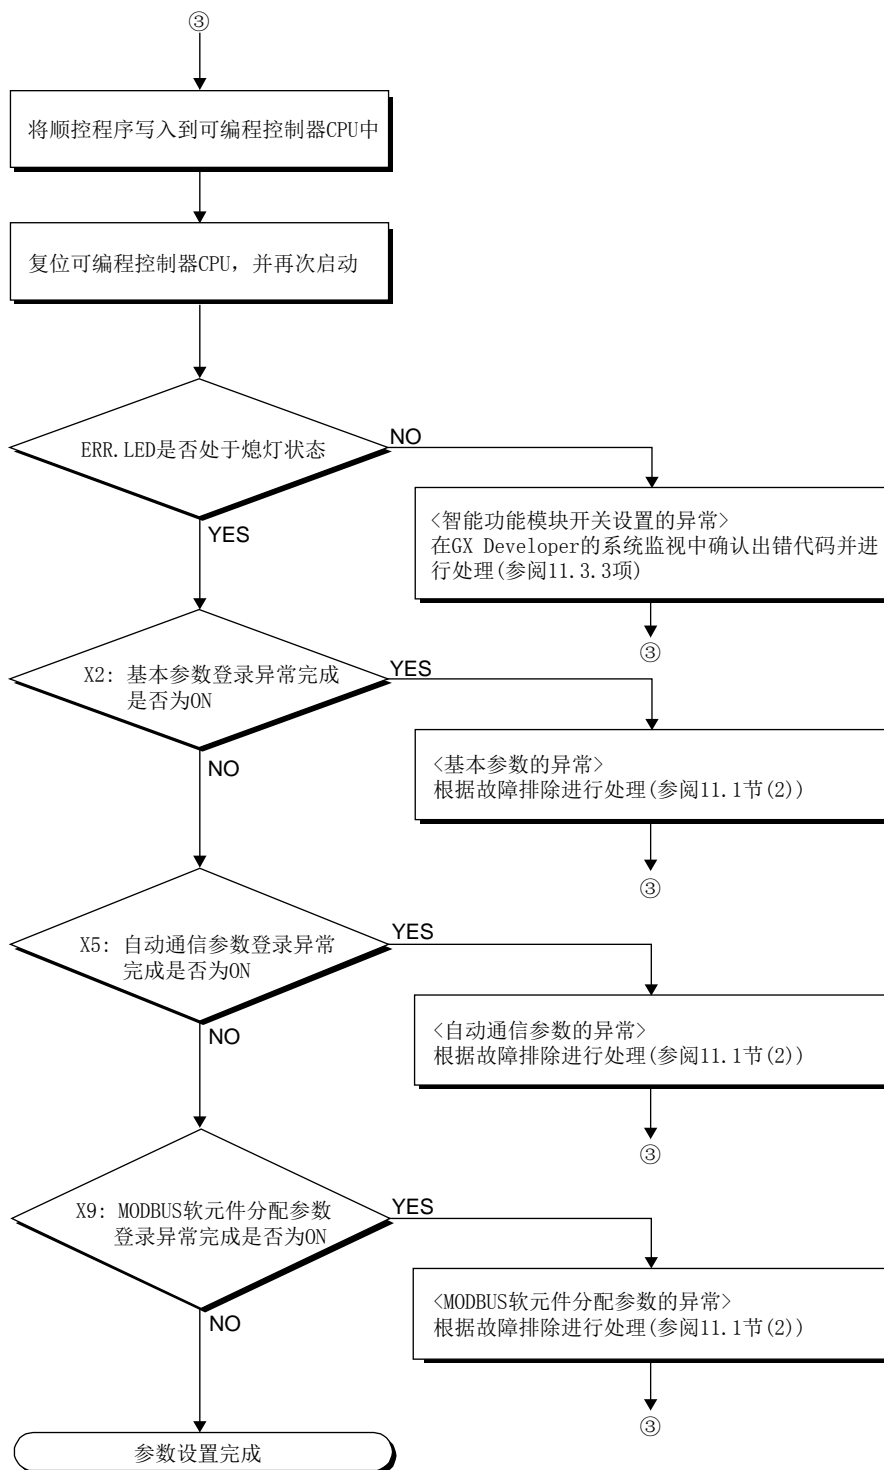 ③
将顺控程序写入到可编程控制器CPU中
复位可编程控制器CPU，并再次启动
ERR.LED是否处于熄灯状态
NO
YES
<智能功能模块开关设置的异常>
在GX Developer的系统监视中确认出错代码并进
行处理(参阅11.3.3项)
③
X2: 基本参数登录异常完成
是否为ON
YES
NO
<基本参数的异常>
根据故障排除进行处理(参阅11.1节(2))
③
X5: 自动通信参数登录异常
完成是否为ON
YES
NO
<自动通信参数的异常>
根据故障排除进行处理(参阅11.1节(2))
③
X9: MODBUS软元件分配参数
登录异常完成是否为ON
YES
NO
<MODBUS软元件分配参数的异常>
根据故障排除进行处理(参阅11.1节(2))
③
参数设置完成